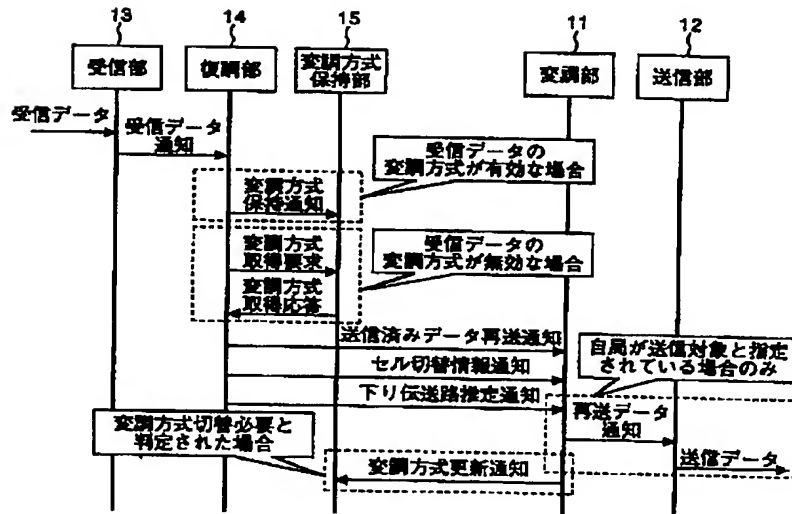 13
14
15
11
12
受信部
復調部
変調方式
保持部
変調部
送信部
受信データ
受信データ
通知
受信データの
変調方式が有効な場合
変調方式
保持通知
変調方式
取得要求
受信データの
変調方式が無効な場合
変調方式
取得応答
送信済みデータ再送通知
自局が送信対象と指定
されている場合のみ
セル切替情報通知
下り伝送路推定通知
変調方式切替必要と
判定された場合
再送データ
通知
送信データ
変調方式更新通知